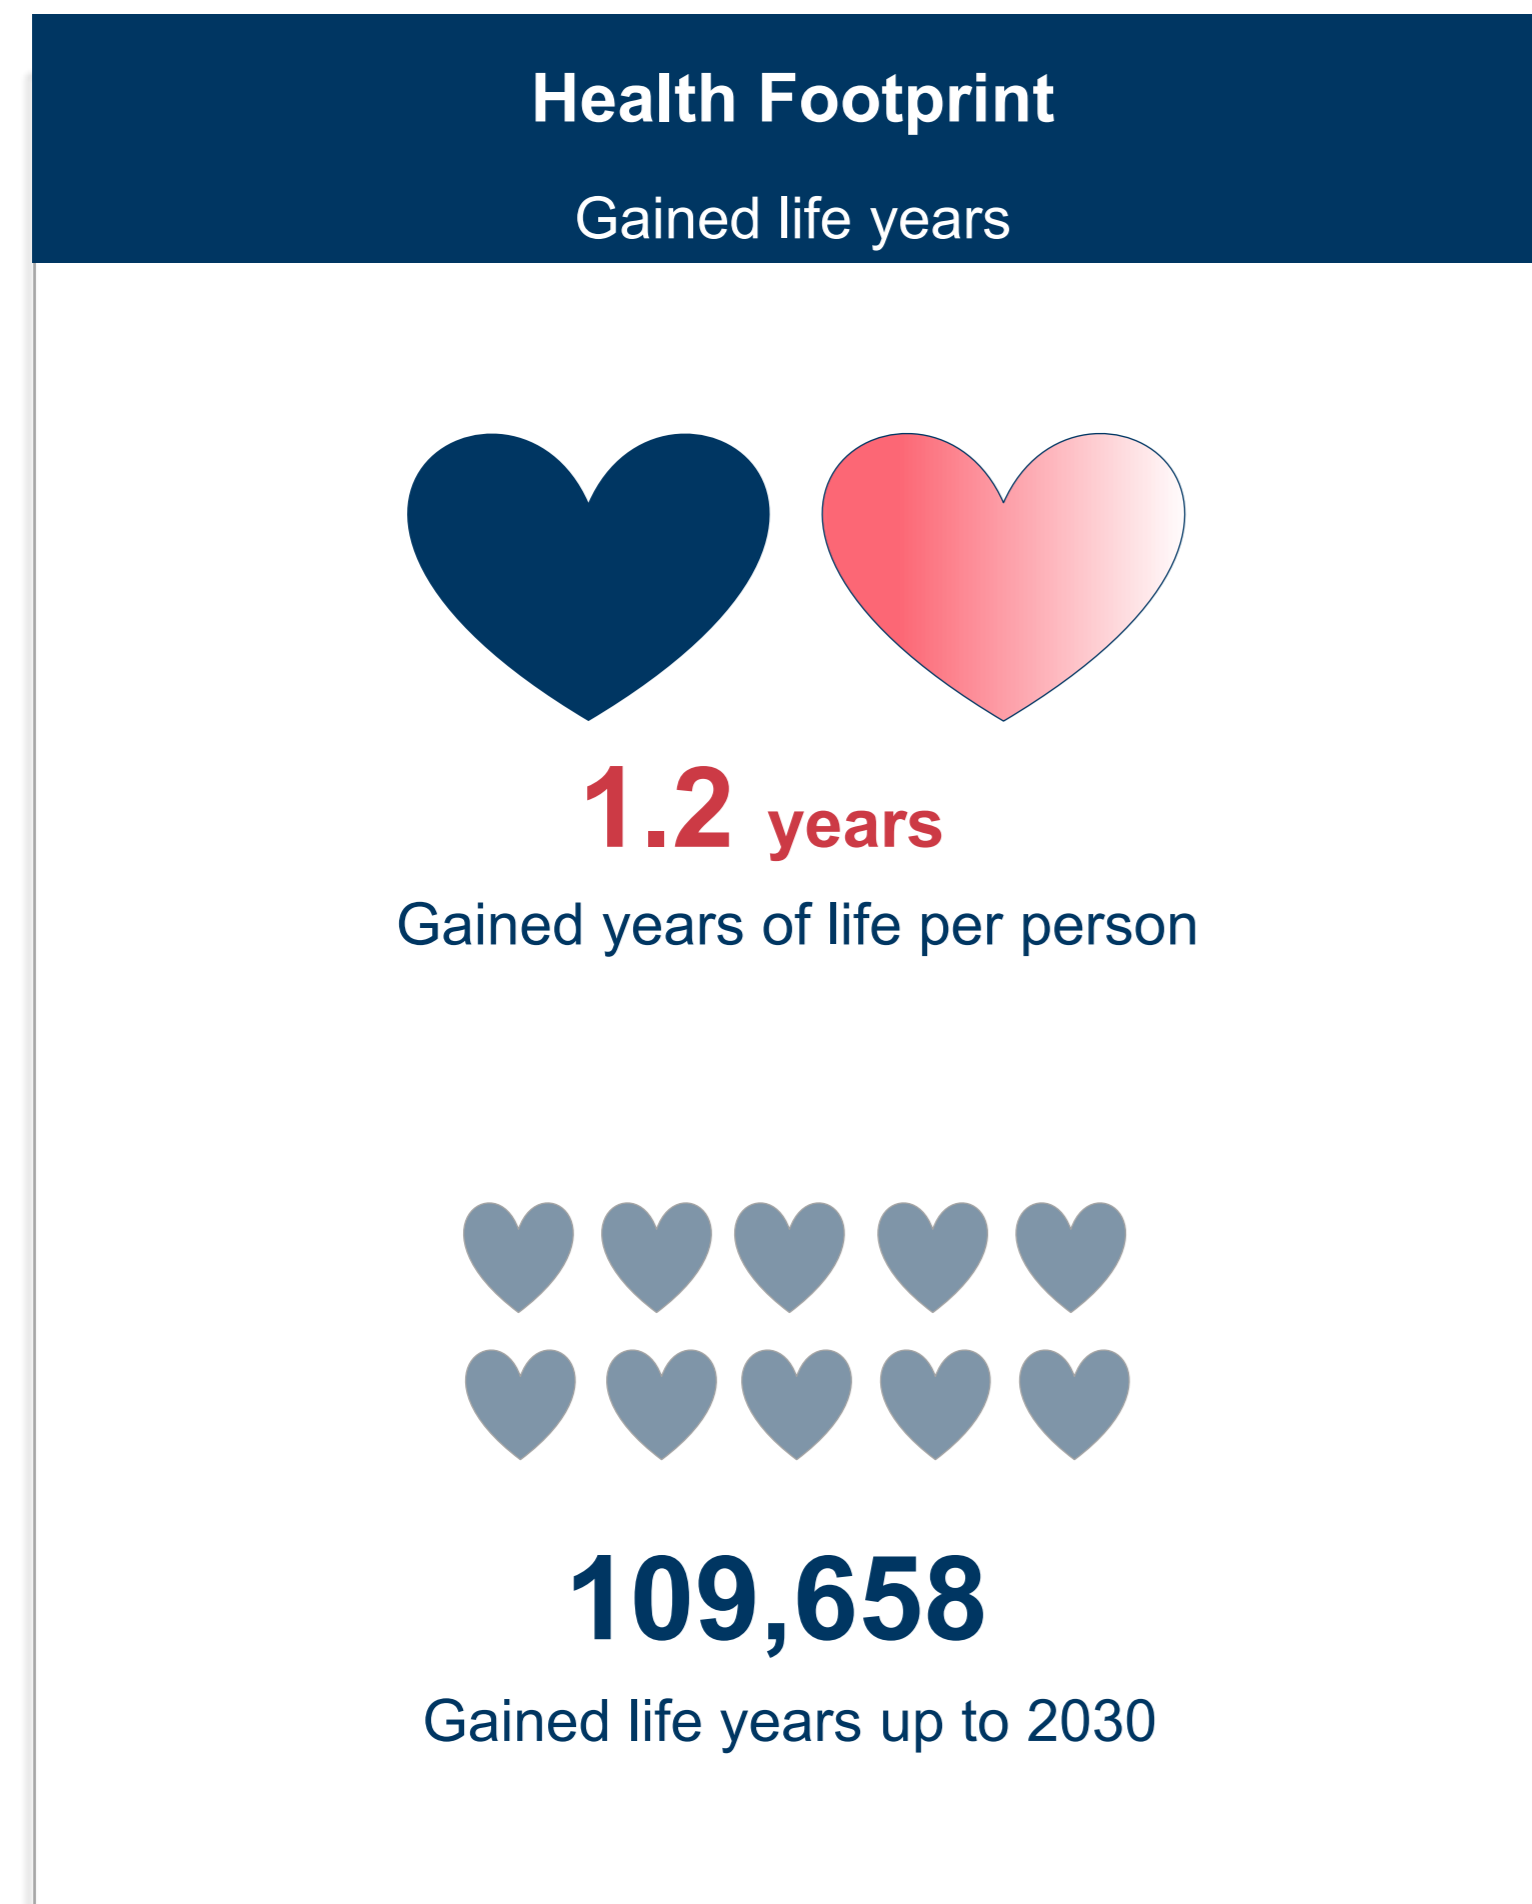 Health Footprint
Gained life years
1.2 years
Gained years of life per person
109,658
Gained life years up to 2030